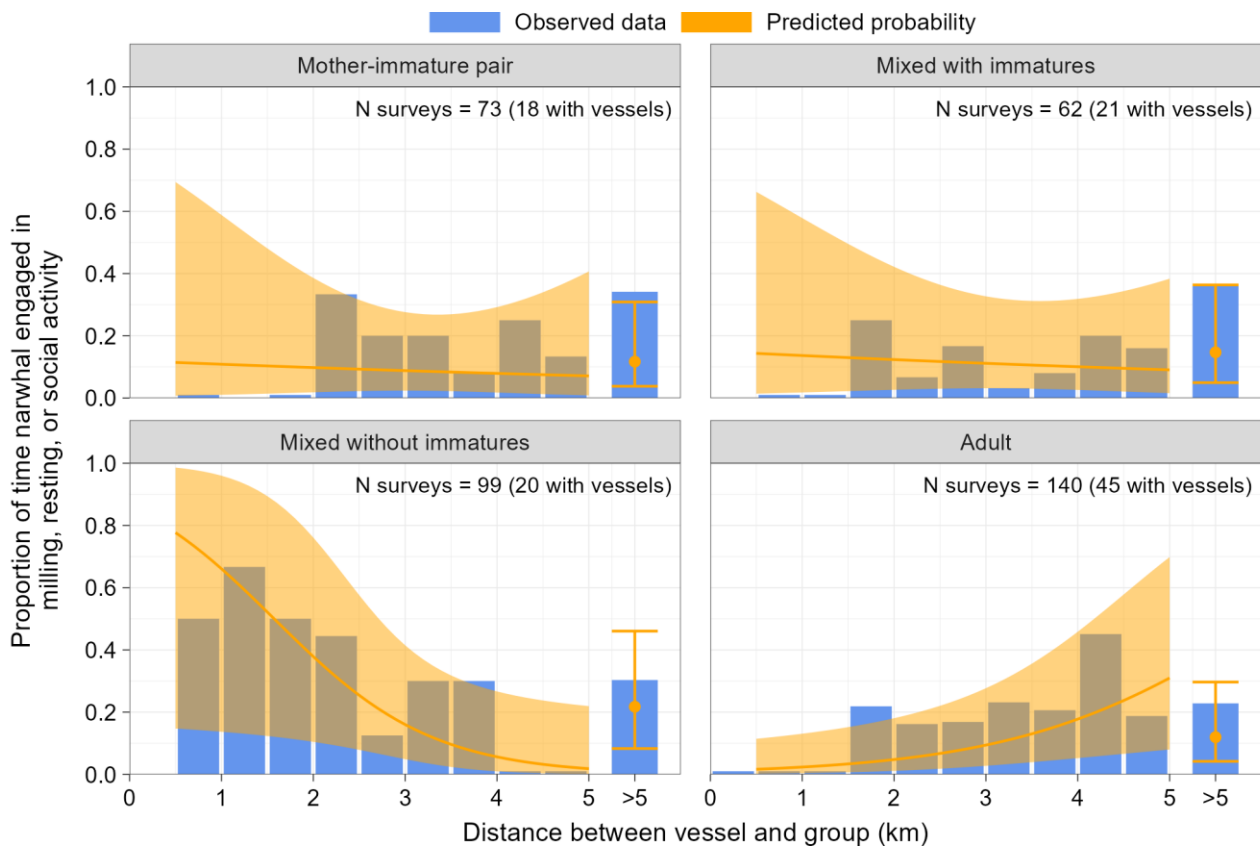 Observed data
Predicted probability
Mother-immature pair
Mixed with immatures
N surveys = 73 (18 with vessels)
N surveys = 62 (21 with vessels)
1.0
0.8
0.6
0.4
0.2
0.0
Mixed without immatures
Adult
N surveys = 99 (20 with vessels)
N surveys = 140 (45 with vessels)
1.0
0.8
0.6
0.4
0.2
0.0
0 1 2 3 4 5 >5
0 1 2 3 4 5 >5
Proportion of time narwhal engaged in
milling, resting, or social activity
Distance between vessel and group (km)